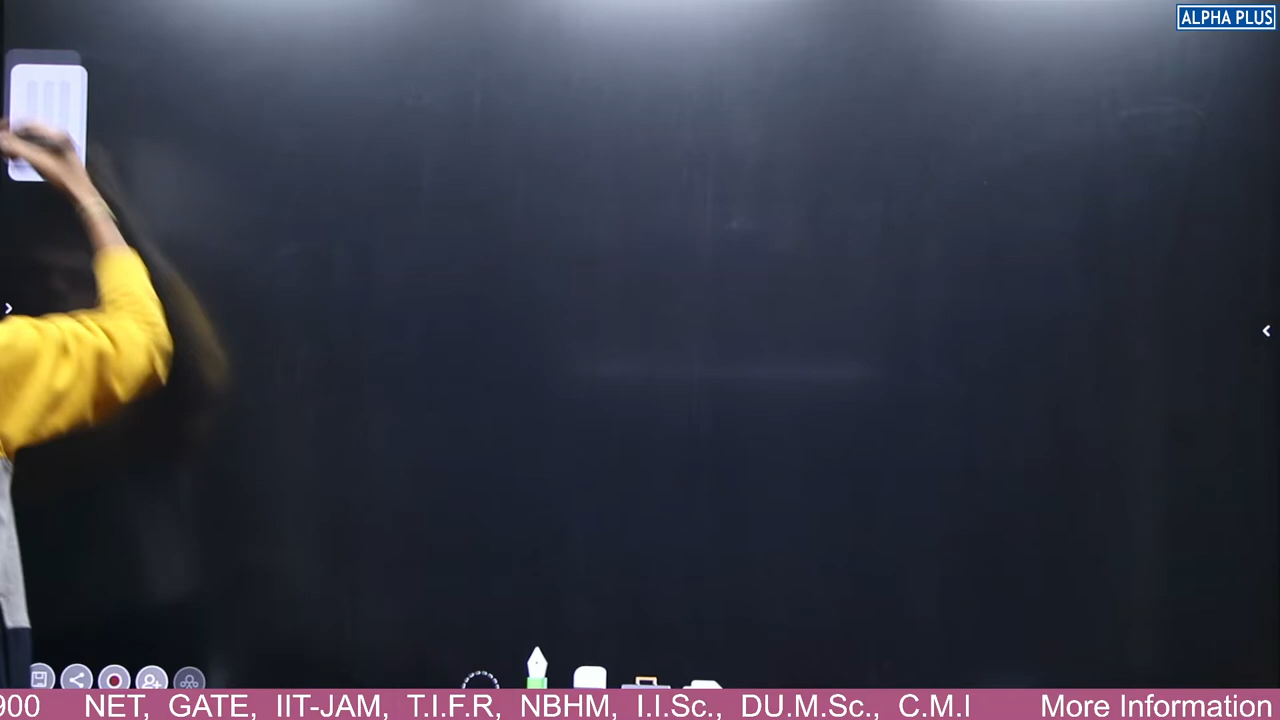 ALPHA PLUS
900 NET, GATE, IIT-JAM, T.I.F.R, NBHM, I.I.Sc., DU.M.Sc., C.M.I More Information